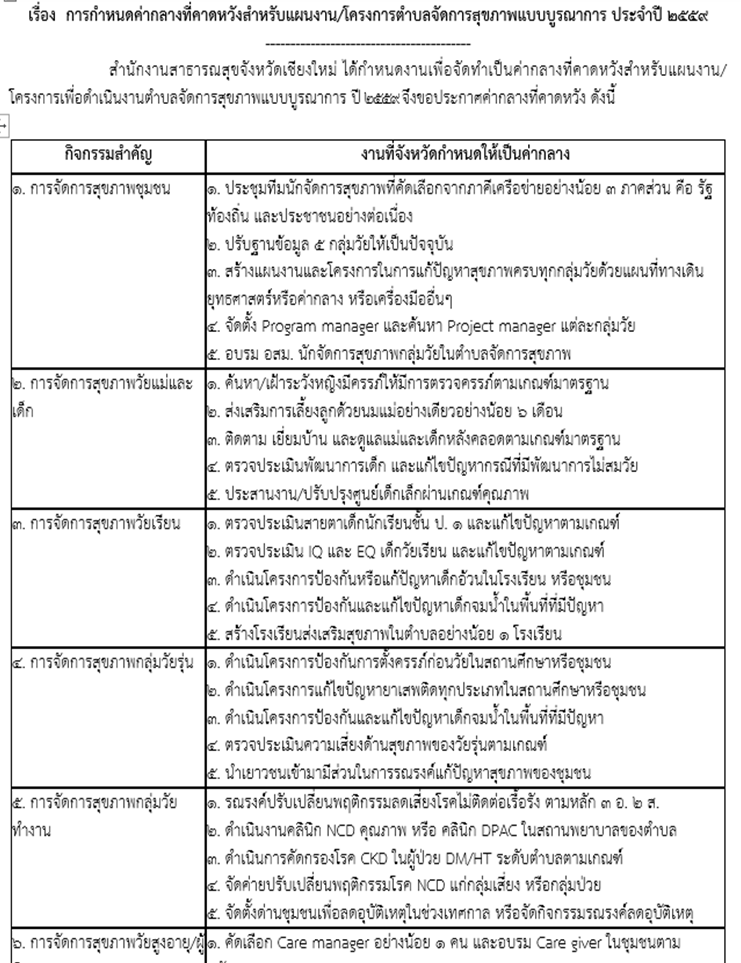 เรื่อง การกำหนดค่ากลางที่คาดหวังสำหรับแผนงาน/โครงการตำบลจัดการสุขภาพแบบบูรณาการ ประจำปี ๒๕๕๙
------------------------------------------
สำนักงานสาธารณสุขจังหวัดเชียงใหม่ ได้กำหนดงานเพื่อจัดทำเป็นค่ากลางที่คาดหวังสำหรับแผนงาน/
โครงการเพื่อดำเนินงานตำบลจัดการสุขภาพแบบบูรณาการ ปี ๒๕๕๙ จึงขอประกาศค่ากลางที่คาดหวัง ดังนี้
กิจกรรมสำคัญ งานที่จังหวัดกำหนดให้เป็นค่ากลาง
๑. การจัดการสุขภาพชุมชน
๑. ประชุมทีมนักจัดการสุขภาพที่คัดเลือกจากภาคีเครือข่ายอย่างน้อย ๓ ภาคส่วน คือ รัฐ
ท้องถิ่น และประชาชนอย่างต่อเนื่อง
๒. ปรับฐานข้อมูล ๕ กลุ่มวัยให้เป็นปัจจุบัน
๓. สร้างแผนงานและโครงการในการแก้ปัญหาสุขภาพครบทุกกลุ่มวัยด้วยแผนที่ทางเดิน
ยุทธศาสตร์หรือค่ากลาง หรือเครื่องมืออื่นๆ
๔. จัดตั้ง Program manager และค้นหา Project manager แต่ละกลุ่มวัย
๕. อบรม อสม. นักจัดการสุขภาพกลุ่มวัยในตำบลจัดการสุขภาพ
๒. การจัดการสุขภาพวัยแม่และ
เด็ก
๑. ค้นหา/เฝ้าระวังหญิงมีครรภ์ให้มีการตรวจครรภ์ตามเกณฑ์มาตรฐาน
๒. ส่งเสริมการเลี้ยงลูกด้วยนมแม่อย่างเดียวอย่างน้อย ๖ เดือน
๓. ติดตาม เยี่ยมบ้าน และดูแลแม่และเด็กหลังคลอดตามเกณฑ์มาตรฐาน
๔. ตรวจประเมินพัฒนาการเด็ก และแก้ไขปัญหากรณีที่มีพัฒนาการไม่สมวัย
๕. ประสานงาน/ปรับปรุงศูนย์เด็กเล็กผ่านเกณฑ์คุณภาพ
๓. การจัดการสุขภาพวัยเรียน
๑. ตรวจประเมินสายตาเด็กนักเรียนชั้น ป. ๑ และแก้ไขปัญหาตามเกณฑ์
๒. ตรวจประเมิน IQ และ EQ เด็กวัยเรียน และแก้ไขปัญหาตามเกณฑ์
๓. ดำเนินโครงการป้องกันหรือแก้ปัญหาเด็กอ้วนในโรงเรียน หรือชุมชน
๔. ดำเนินโครงการป้องกันและแก้ไขปัญหาเด็กจมน้ำในพื้นที่ที่มีปัญหา
๕. สร้างโรงเรียนส่งเสริมสุขภาพในตำบลอย่างน้อย ๑ โรงเรียน
๔. การจัดการสุขภาพกลุ่มวัยรุ่น
๑. ดำเนินโครงการป้องกันการตั้งครรภ์ก่อนวัยในสถานศึกษาหรือชุมชน
๒. ดำเนินโครงการแก้ไขปัญหายาเสพติดทุกประเภทในสถานศึกษาหรือชุมชน
๓. ดำเนินโครงการป้องกันและแก้ไขปัญหาเด็กจมน้ำในพื้นที่ที่มีปัญหา
๔. ตรวจประเมินความเสี่ยงด้านสุขภาพของวัยรุ่นตามเกณฑ์
๕. นำเยาวชนเข้ามามีส่วนในการรณรงค์แก้ปัญหาสุขภาพของชุมชน
๕. การจัดการสุขภาพกลุ่มวัย
ทำงาน
๑. รณรงค์ปรับเปลี่ยนพฤติกรรมลดเสี่ยงโรคไม่ติดต่อเรื้อรัง ตามหลัก ๓ อ. ๒ ส.
๒. ดำเนินงานคลินิก NCD คุณภาพ หรือ คลินิก DPAC ในสถานพยาบาลของตำบล
๓. ดำเนินการคัดกรองโรค CKD ในผู้ป่วย DM/HT ระดับตำบลตามเกณฑ์
๔. จัดค่ายปรับเปลี่ยนพฤติกรรมโรค NCD แก่กลุ่มเสี่ยง หรือกลุ่มป่วย
๕. จัดตั้งด่านชุมชนเพื่อลดอุบัติเหตุในช่วงเทศกาล หรือจัดกิจกรรมรณรงค์ลดอุบัติเหตุ
๖. การจัดการสุขภาพวัยสูงอายุ/ผู้
๑. คัดเลือก Care manager อย่างน้อย ๑ คน และอบรม Care giver ในชุมชนตาม